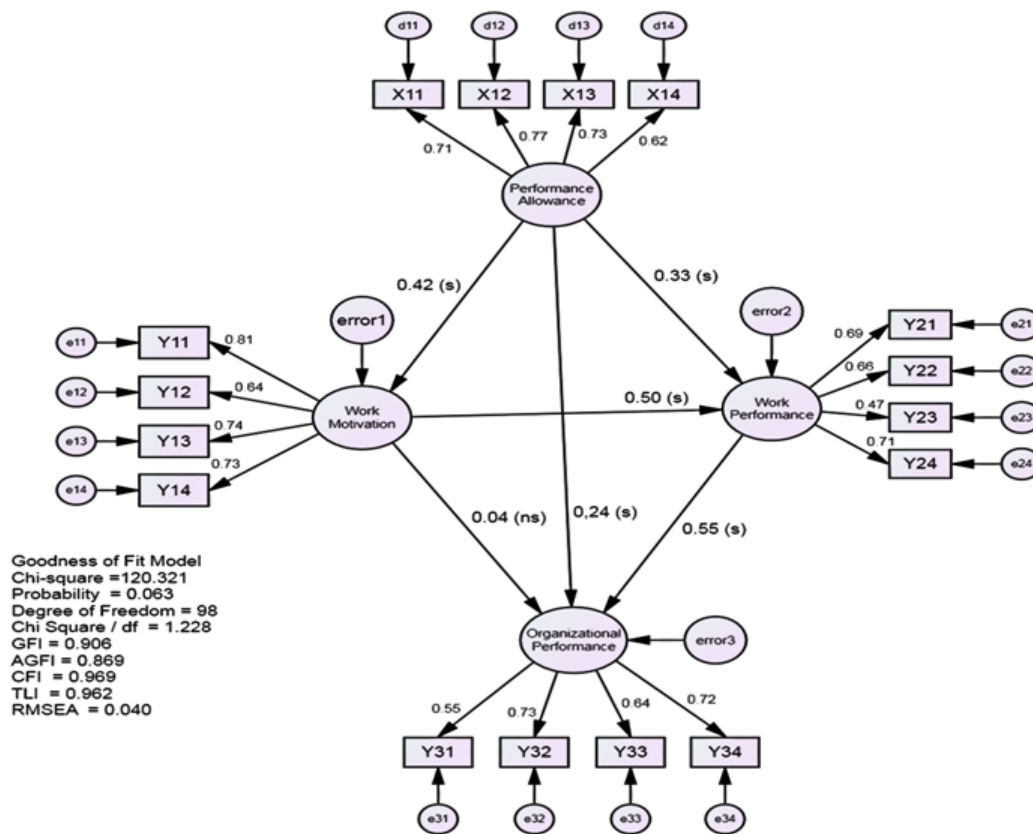 d11
d12
d13
d14
X11
X12
X13
X14
0.71
0.77
0.73
0.62
Performance
Allowance
0.42 (s)
0.33 (s)
error1
error2
e11
Y11
0.81
e12
Y12
0.64
e13
Y13
0.74
e14
Y14
0.73
Work
Motivation
0.50 (s)
Work
Performance
0.69
Y21
e21
0.66
Y22
e22
0.47
Y23
e23
0.71
Y24
e24
0.04 (ns)
0,24 (s)
0.55 (s)
Goodness of Fit Model
Chi-square =120.321
Probability = 0.063
Degree of Freedom = 98
Chi Square / df = 1.228
GFI = 0.906
AGFI = 0.869
CFI = 0.969
TLI = 0.962
RMSEA = 0.040
Organizational
Performance
error3
0.55
0.73
0.64
0.72
Y31
Y32
Y33
Y34
e31
e32
e33
e34